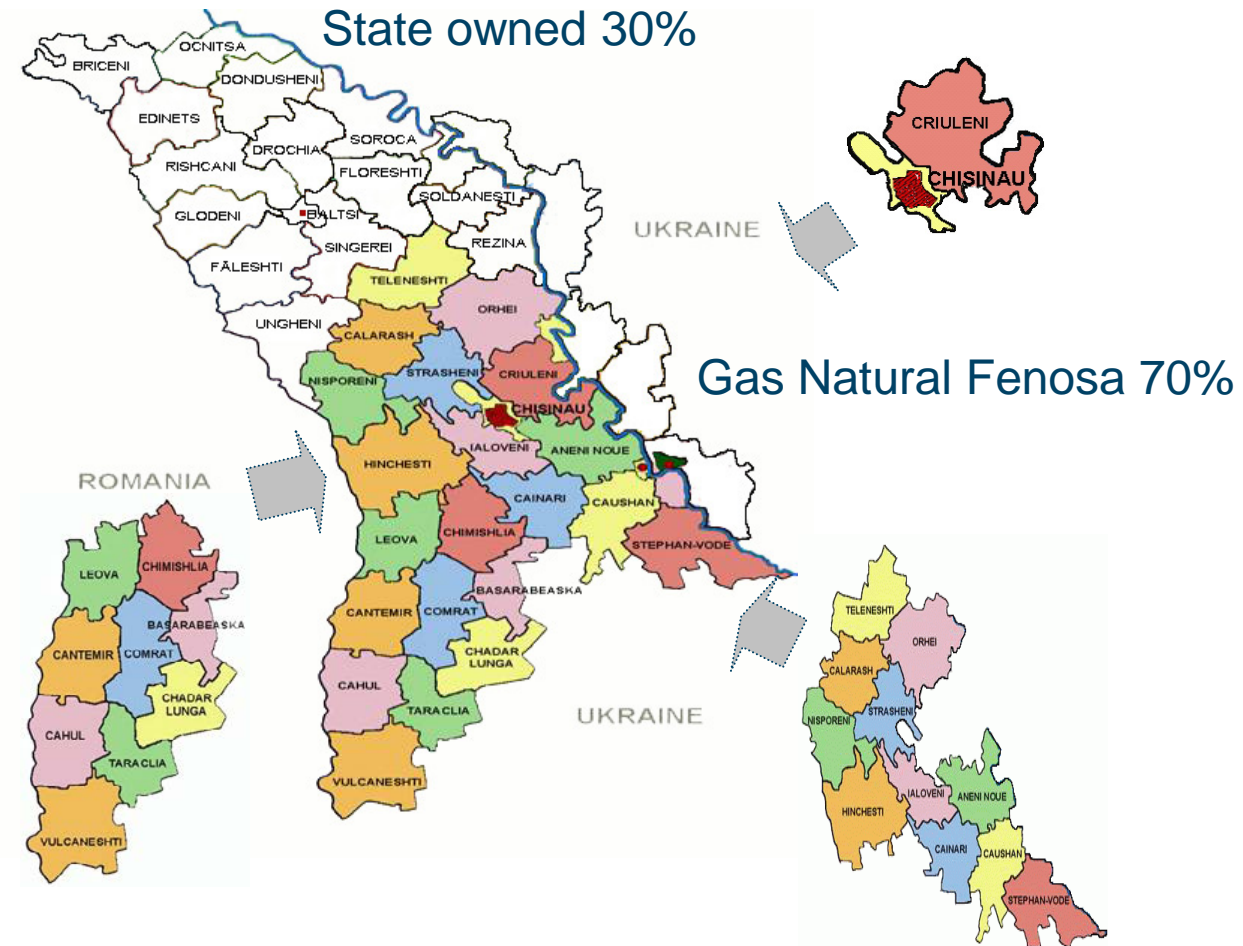 State owned 30%
OCNITSA
BRICENI
DONDUSHENI
EDINETS
SOROCA
DROCHIA
RISHCANI
FLORESHTI
SOLDANEȘTI
GLODENI
BALTSI
SINGEREI
REZINA
FĂLESHTI
TELENESHTI
UNGHENI
ORHEI
CALARASH
STRASHENI
CRIULENI
NISPORENI
CHISINAU
IALOVENI
ANENI NOUE
HINCHESTI
CAINARI
CAUSHAN
LEOVA
CHIMISHLIA
STEPHAN-VODE
BASARABEASKA
CANTEMIR
COMRAT
CHADAR
LUNGA
CAHUL
TARACLIA
VULCANESHTI
UKRAINE
CRIULENI
CHISINAU
Gas Natural Fenosa 70%
ROMANIA
UKRAINE
LEOVA
CHIMISHLIA
BASARABEASKA
CANTEMIR
COMRAT
CHADAR
LUNGA
CAHUL
TARACLIA
VULCANESHTI
TELENESHTI
ORHEI
CALARASH
NISPORENI
STRASHENI
IALOVENI
ANENI NOUE
HINCHESTI
CAINARI
CAUSHAN
STEPHAN-VODE